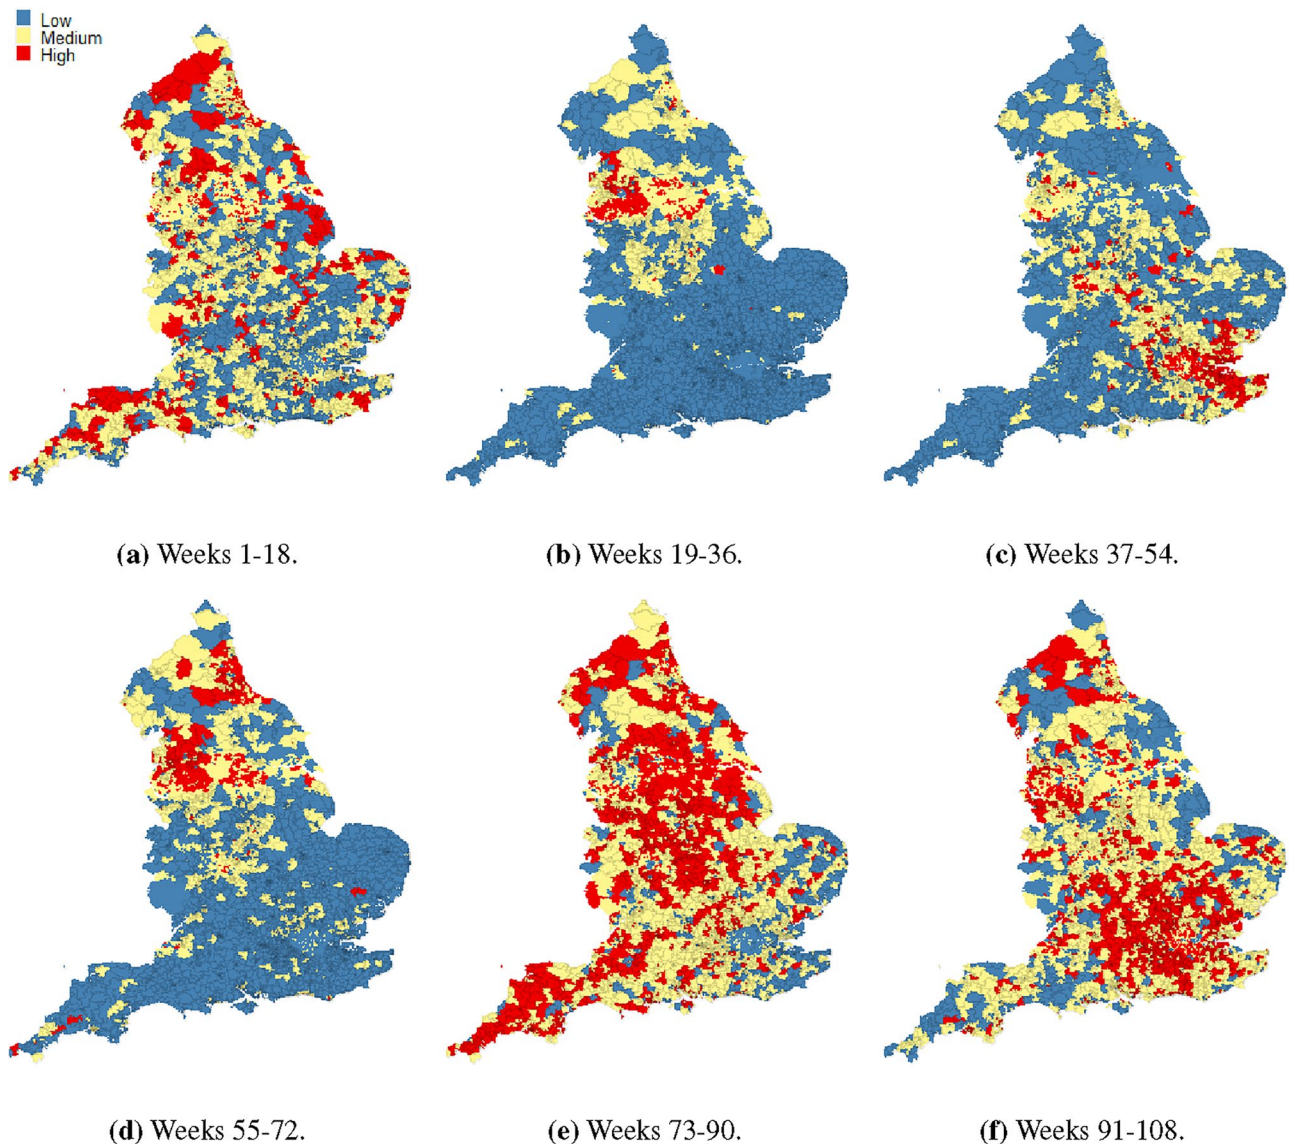 Low
Medium
High
(a) Weeks 1-18.
(b) Weeks 19-36.
(c) Weeks 37-54.
(d) Weeks 55-72.
(e) Weeks 73-90.
(f) Weeks 91-108.